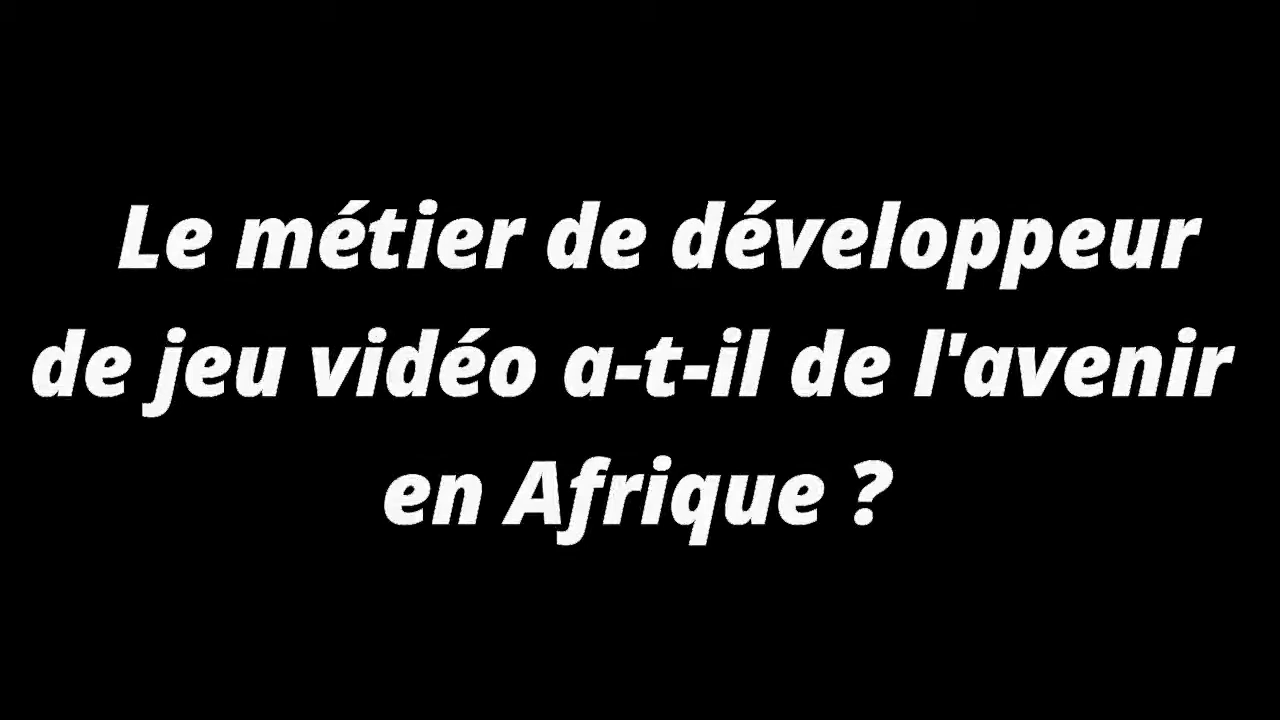 Le métier de développeur
de jeu vidéo a-t-il de l'avenir
en Afrique ?